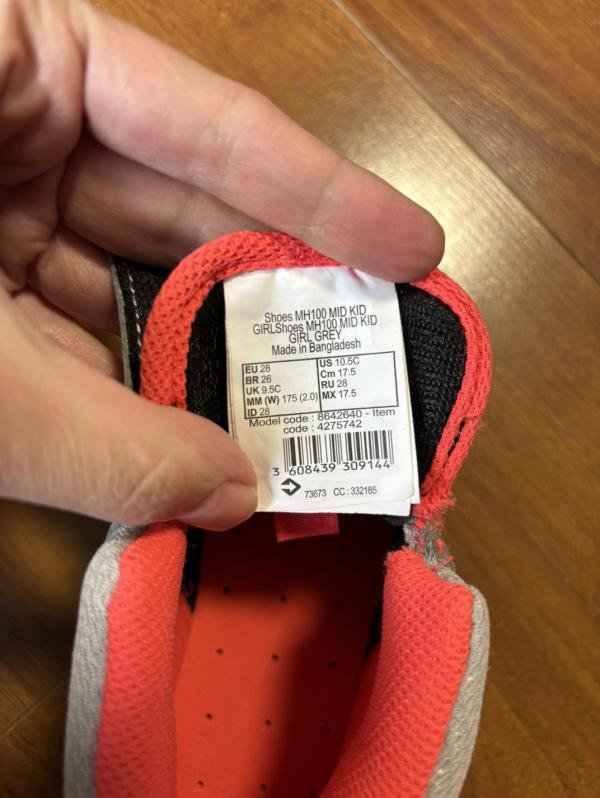 Shoes MH100 MID KID
GIRLShoes MH100 MID KID
GIRL GREY
Made in Bangladesh
EU 28 US 10.5C
BR 26 Cm 17.5
UK 9.5C RU 28
MM (W) 175 (2.0) MX 17.5
ID 28
Model code : 8642640 - Item
code : 4275742
3 608439 309144
73673 CC : 332185